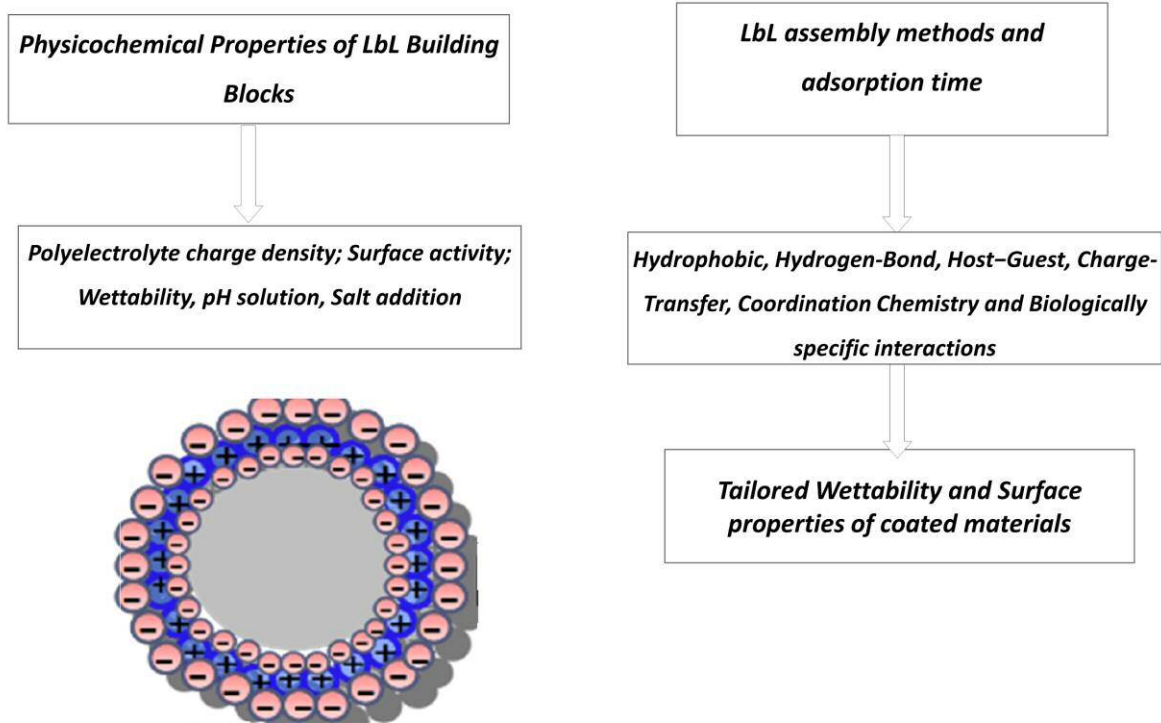 Physicochemical Properties of LbL Building
Blocks
Polyelectrolyte charge density; Surface activity;
Wettability, pH solution, Salt addition
LbL assembly methods and
adsorption time
Hydrophobic, Hydrogen-Bond, Host–Guest, Charge-
Transfer, Coordination Chemistry and Biologically
specific interactions
Tailored Wettability and Surface
properties of coated materials